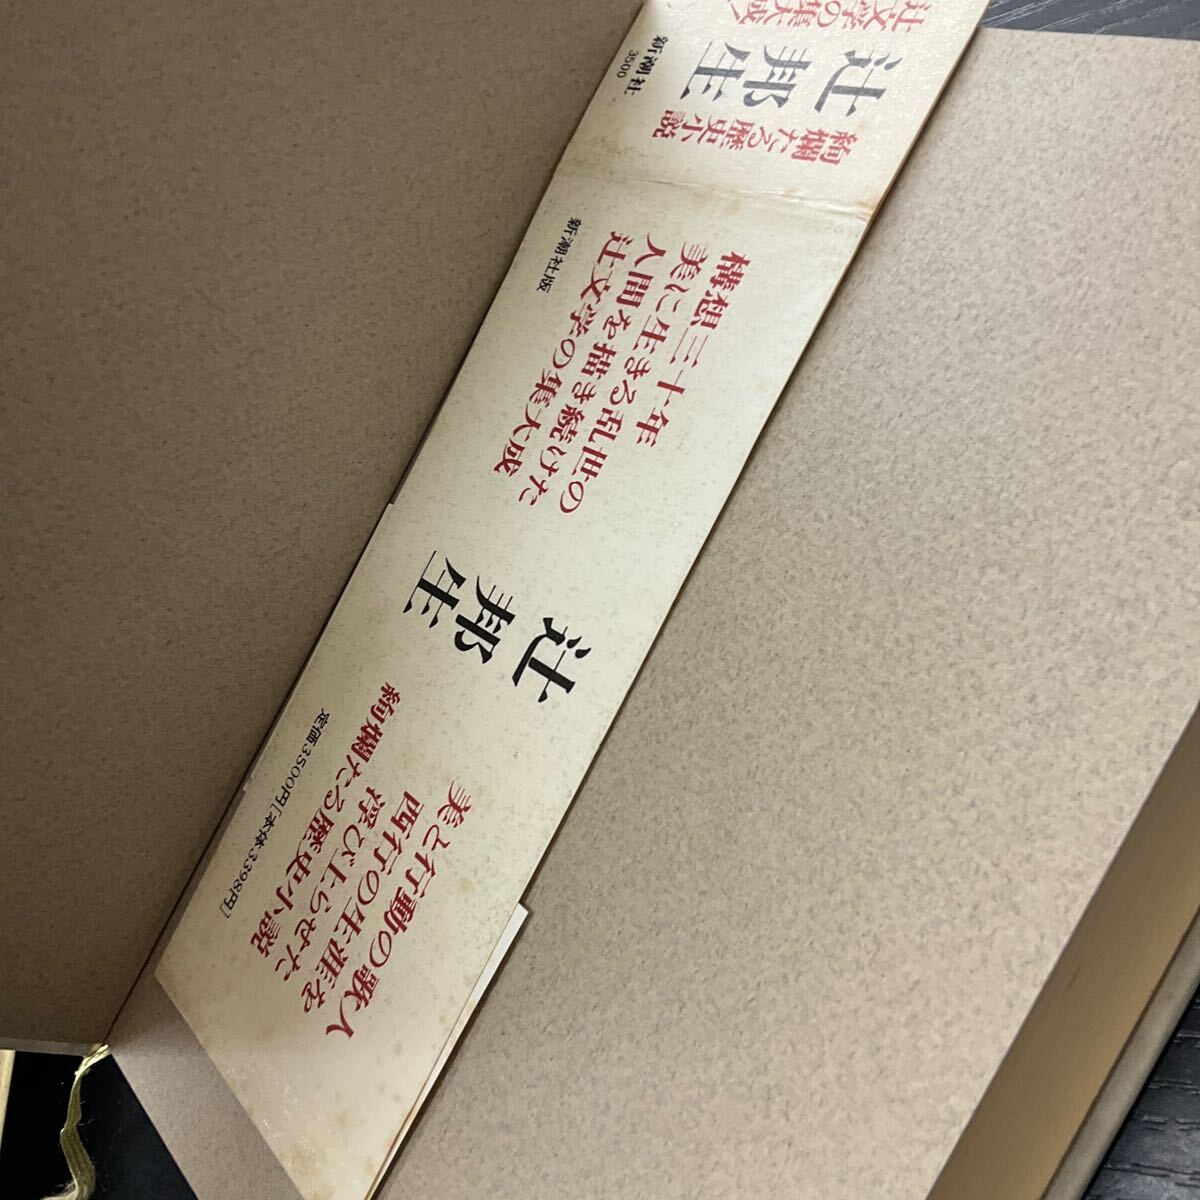 辻文学の集大成!
辻邦生
絢爛たる歴史小説
新潮社
3500
構想三十年
美に生きる乱世の
人間を描き続けた
辻文学の集大成
新潮社版
辻邦生
美と行動の歌人
西行の生涯を
浮び上らせた
絢爛たる歴史小説
定価3500円[本体3398円]